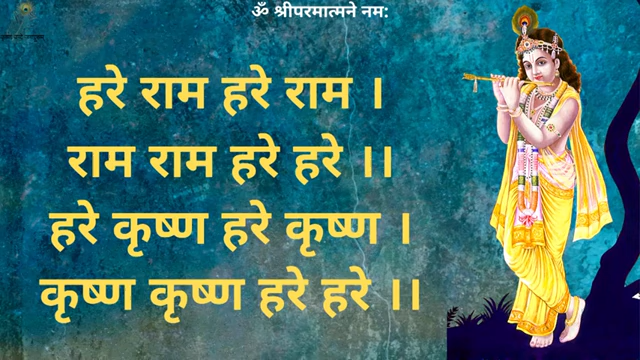 ॐ श्रीपरमात्मने नम:
हरे राम हरे राम ।
राम राम हरे हरे ।।
हरे कृष्ण हरे कृष्ण ।
कृष्ण कृष्ण हरे हरे ।।